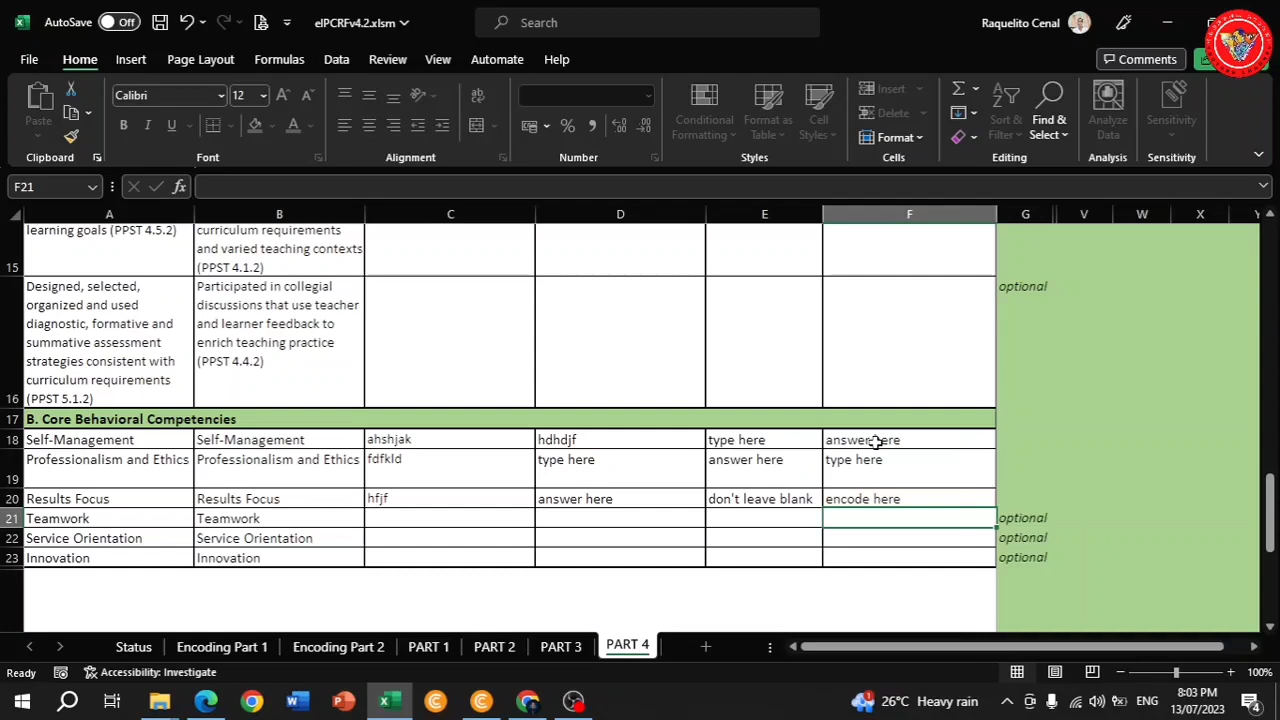 AutoSave Off elPCRFv4.2.xlsm Search Raquelito Cenal
File Home Insert Page Layout Formulas Data Review View Automate Help Comments
Paste Calibri 12 Insert Delete Format Conditional Formatting Format as Table Cell Styles Sort & Filter Find & Select Analyze Data Sensitivity
Clipboard Font Alignment Number Styles Cells Editing Analysis Sensitivity
F21 fx
A B C D E F G V W X Y
learning goals (PPST 4.5.2)
curriculum requirements
and varied teaching contexts
(PPST 4.1.2)
15
Designed, selected,
organized and used
diagnostic, formative and
summative assessment
strategies consistent with
curriculum requirements
(PPST 5.1.2)
Participated in collegial
discussions that use teacher
and learner feedback to
enrich teaching practice
(PPST 4.4.2)
optional
16
17 B. Core Behavioral Competencies
18 Self-Management Self-Management ahshjak hdhdjf type here answer here
19 Professionalism and Ethics Professionalism and Ethics fdfkld type here answer here type here
20 Results Focus Results Focus hfjf answer here don't leave blank encode here
21 Teamwork Teamwork optional
22 Service Orientation Service Orientation optional
23 Innovation Innovation optional
Status Encoding Part 1 Encoding Part 2 PART 1 PART 2 PART 3 PART 4
Ready Accessibility: Investigate 100%
1 26°C Heavy rain ENG 8:03 PM
13/07/2023 4